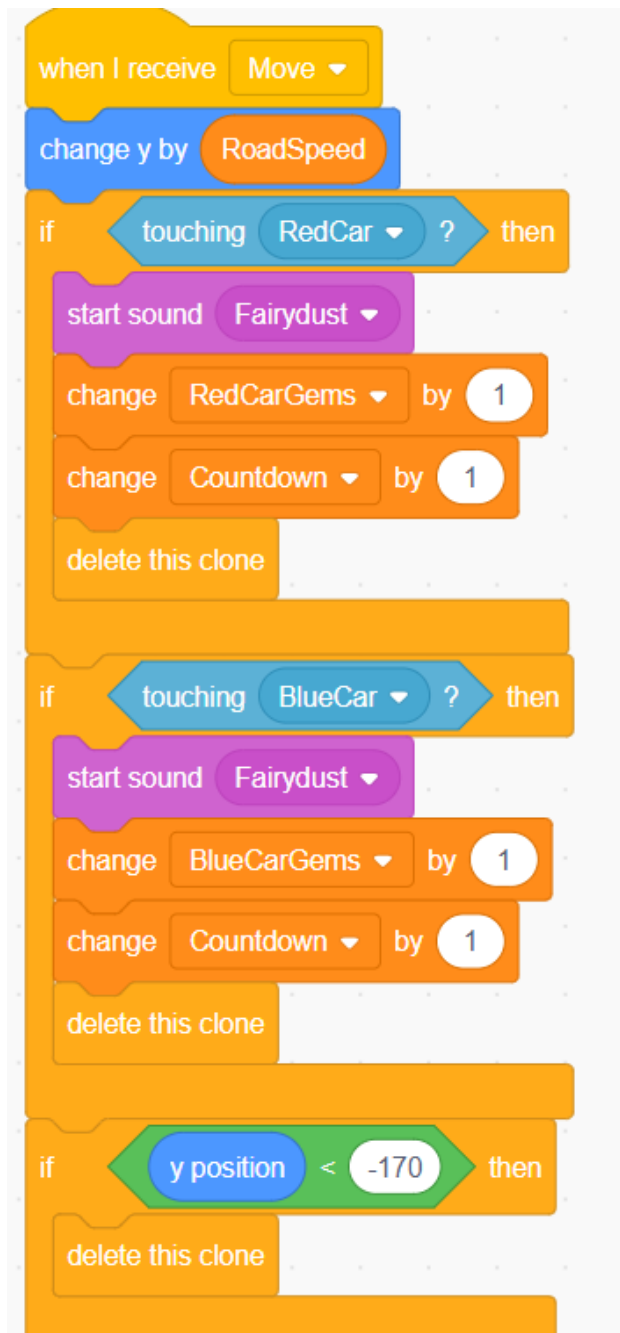 when I receive Move
change y by RoadSpeed
if touching RedCar ? then
start sound Fairydust
change RedCarGems by 1
change Countdown by 1
delete this clone
if touching BlueCar ? then
start sound Fairydust
change BlueCarGems by 1
change Countdown by 1
delete this clone
if y position < -170 then
delete this clone